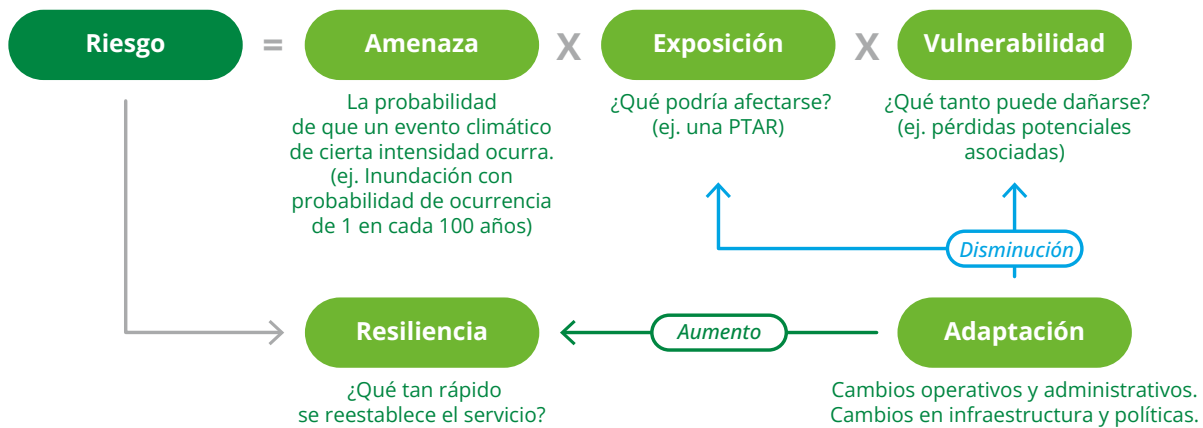 Riesgo = Amenaza X Exposición X Vulnerabilidad
La probabilidad
de que un evento climático
de cierta intensidad ocurra.
(ej. Inundación con
probabilidad de ocurrencia
de 1 en cada 100 años)
¿Qué podría afectarse?
(ej. una PTAR)
¿Qué tanto puede dañarse?
(ej. pérdidas potenciales
asociadas)
Disminución
Resiliencia
Aumento
Adaptación
¿Qué tan rápido
se reestablece el servicio?
Cambios operativos y administrativos.
Cambios en infraestructura y políticas.